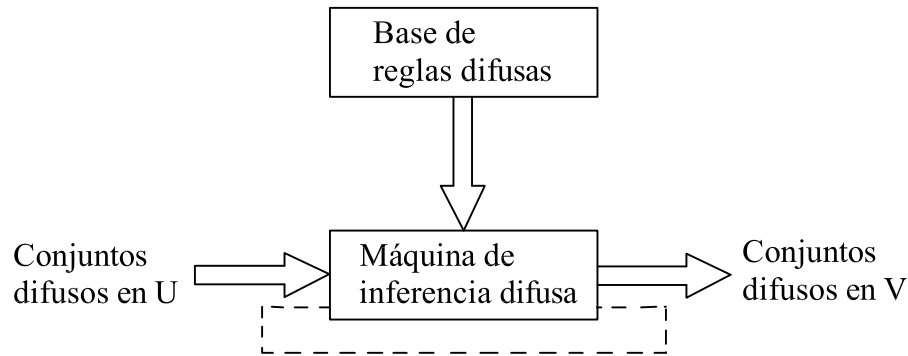 Base de
reglas difusas
Conjuntos
difusos en U
Máquina de
inferencia difusa
Conjuntos
difusos en V